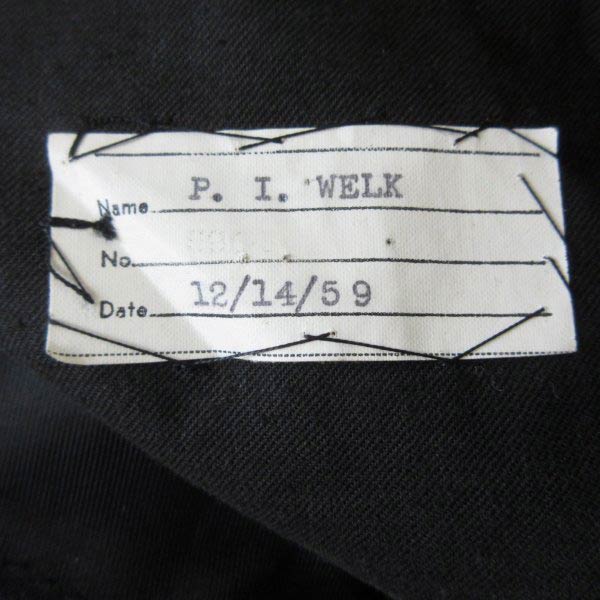 Name P. I. WELK
No.
Date 12/14/59